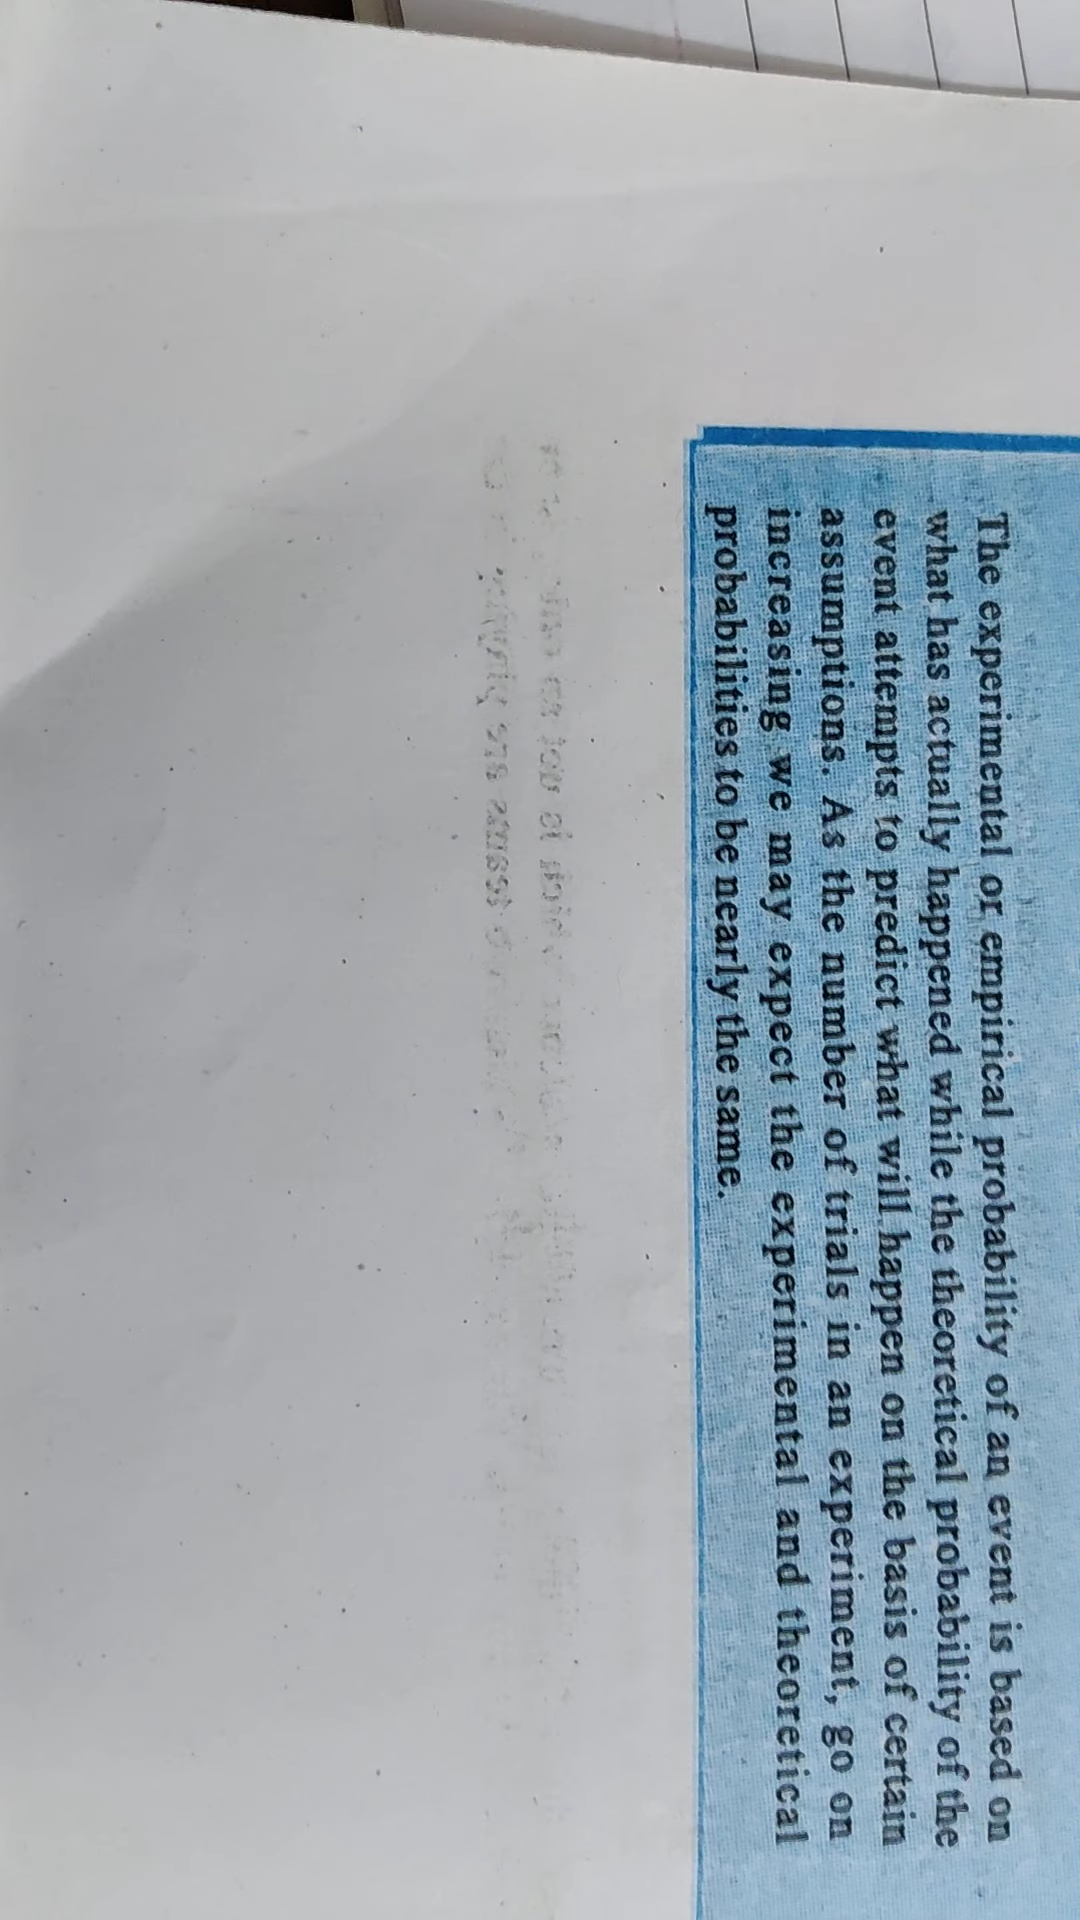 The experimental or empirical probability of an event is based on
what has actually happened while the theoretical probability of the
event attempts to predict what will happen on the basis of certain
assumptions. As the number of trials in an experiment, go on
increasing we may expect the experimental and theoretical
probabilities to be nearly the same.